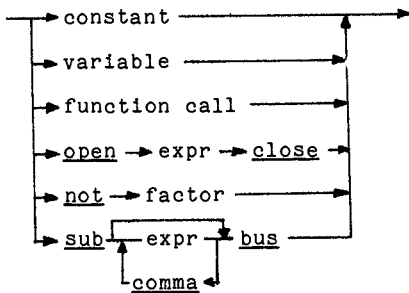 constant
variable
function call
open expr close
not factor
sub expr bus
comma